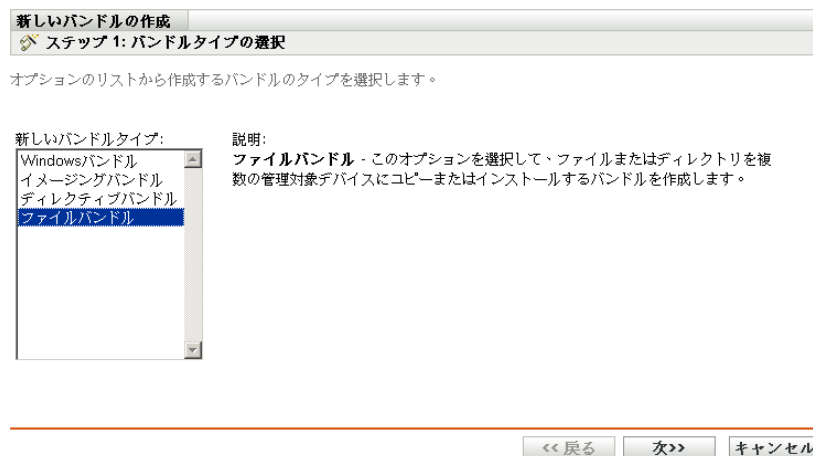 新しいバンドルの作成
ステップ 1: バンドルタイプの選択
オプションのリストから作成するバンドルのタイプを選択します。
新しいバンドルタイプ:
Windowsバンドル
イメージングバンドル
ディレクティブバンドル
ファイルバンドル
説明:
ファイルバンドル - このオプションを選択して、ファイルまたはディレクトリを複
数の管理対象デバイスにコピーまたはインストールするバンドルを作成します。
<< 戻る
次>>
キャンセル